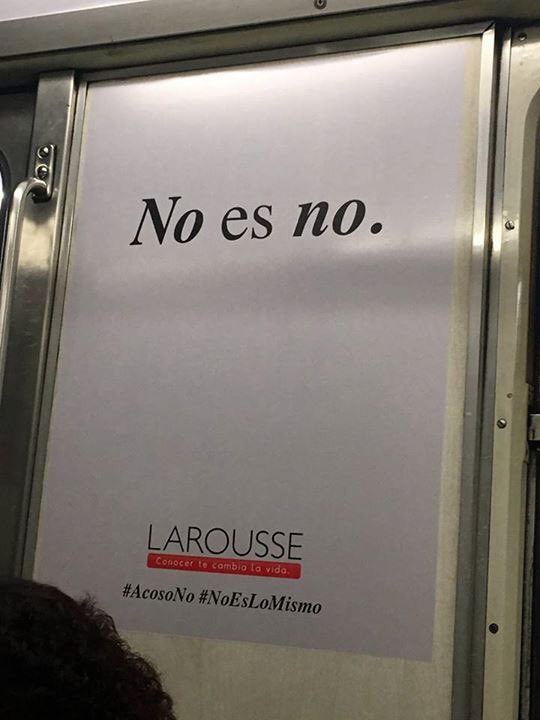 No es no.
LAROUSSE
Conocer te cambia la vida.
#AcosoNo #NoEsLoMismo